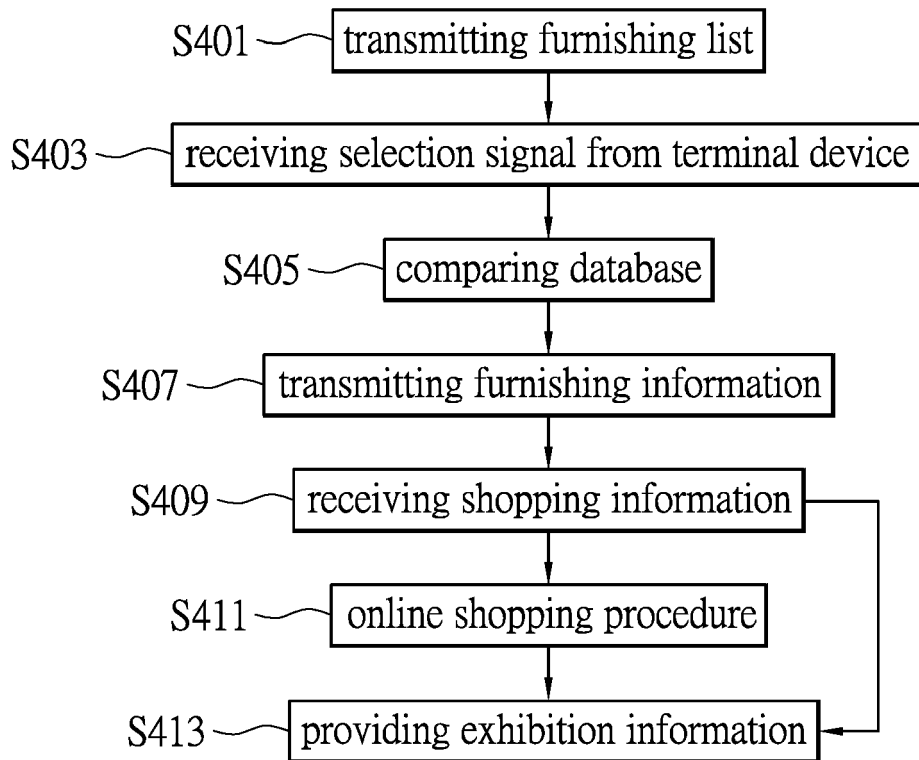 S401 transmitting furnishing list
S403 receiving selection signal from terminal device
S405 comparing database
S407 transmitting furnishing information
S409 receiving shopping information
S411 online shopping procedure
S413 providing exhibition information